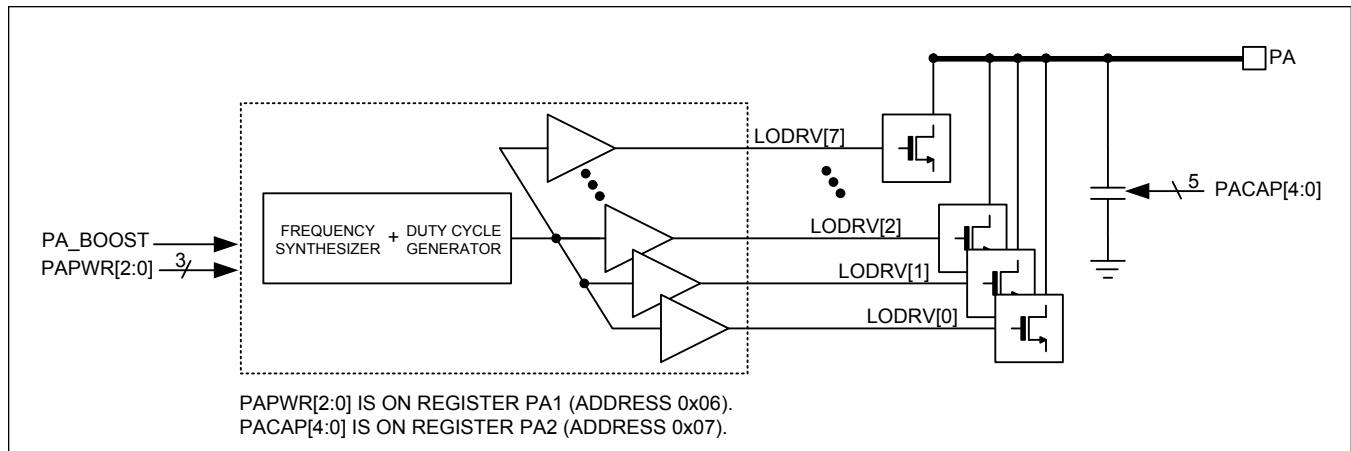 PA
LODRV[7]
5
PACAP[4:0]
PA_BOOST
PAPWR[2:0]
3
FREQUENCY
SYNTHESIZER
+
DUTY CYCLE
GENERATOR
LODRV[2]
LODRV[1]
LODRV[0]
PAPWR[2:0] IS ON REGISTER PA1 (ADDRESS 0x06).
PACAP[4:0] IS ON REGISTER PA2 (ADDRESS 0x07).